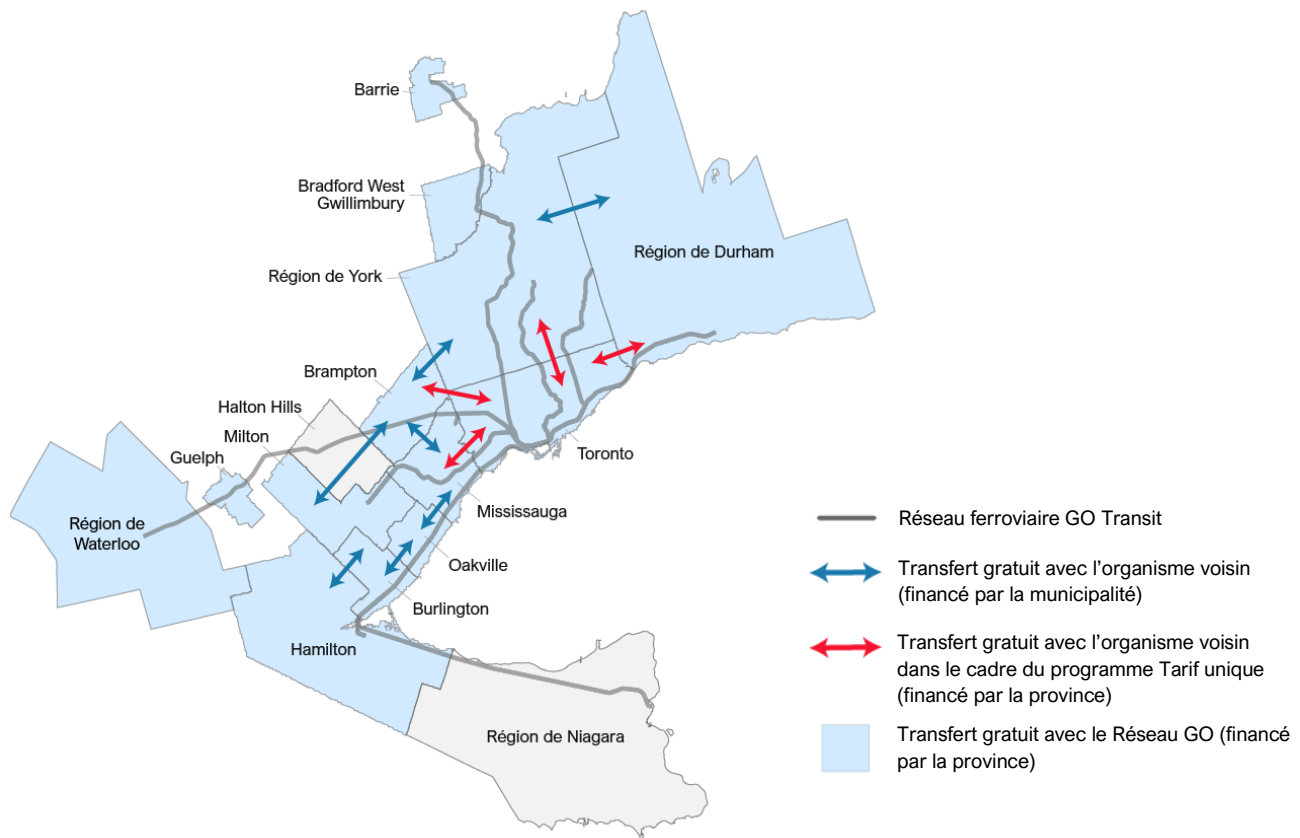 Barrie
Bradford West
Gwillimbury
Région de York
Région de Durham
Brampton
Halton Hills
Milton
Guelph
Toronto
Région de
Waterloo
Mississauga
Oakville
Burlington
Hamilton
Région de Niagara
Réseau ferroviaire GO Transit
Transfert gratuit avec l’organisme voisin
(financé par la municipalité)
Transfert gratuit avec l’organisme voisin
dans le cadre du programme Tarif unique
(financé par la province)
Transfert gratuit avec le Réseau GO (financé
par la province)